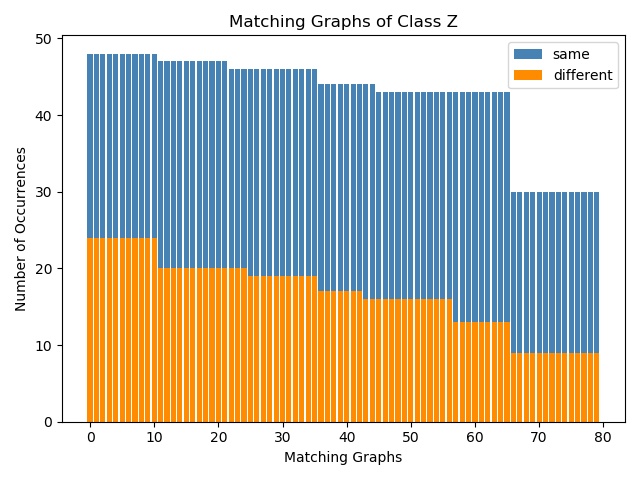 Matching Graphs of Class Z
same
different
Number of Occurrences
50
40
30
20
10
0
0 10 20 30 40 50 60 70 80
Matching Graphs